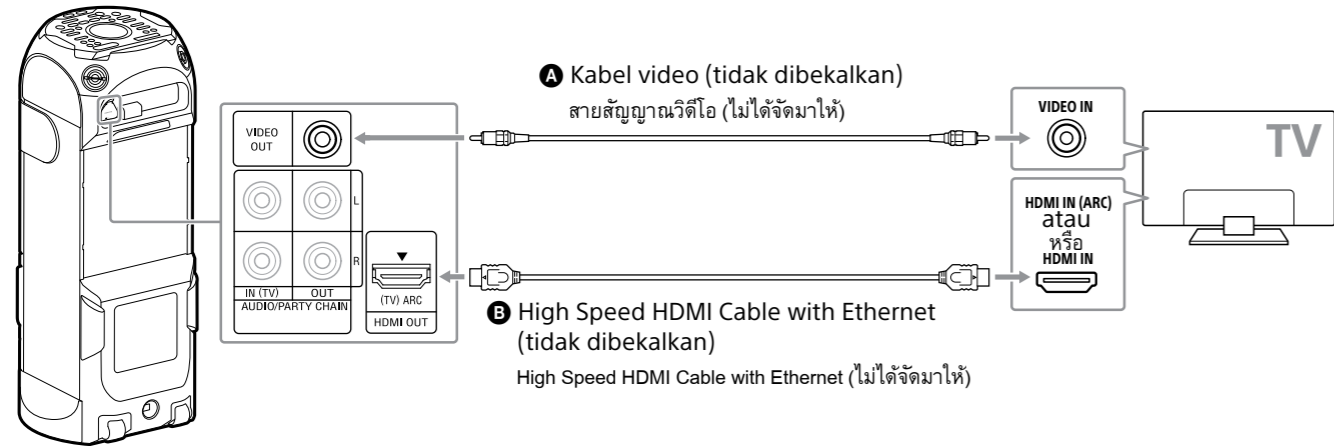 A Kabel video (tidak dibekalkan)
สายสัญญาณวิดีโอ (ไม่ได้จัดมาให้)
VIDEO
OUT
L
R
IN (TV)
OUT
AUDIO/PARTY CHAIN
(TV) ARC
HDMI OUT
VIDEO IN
TV
HDMI IN (ARC)
atau
หรือ
HDMI IN
B High Speed HDMI Cable with Ethernet
(tidak dibekalkan)
High Speed HDMI Cable with Ethernet (ไม่ได้จัดมาให้)